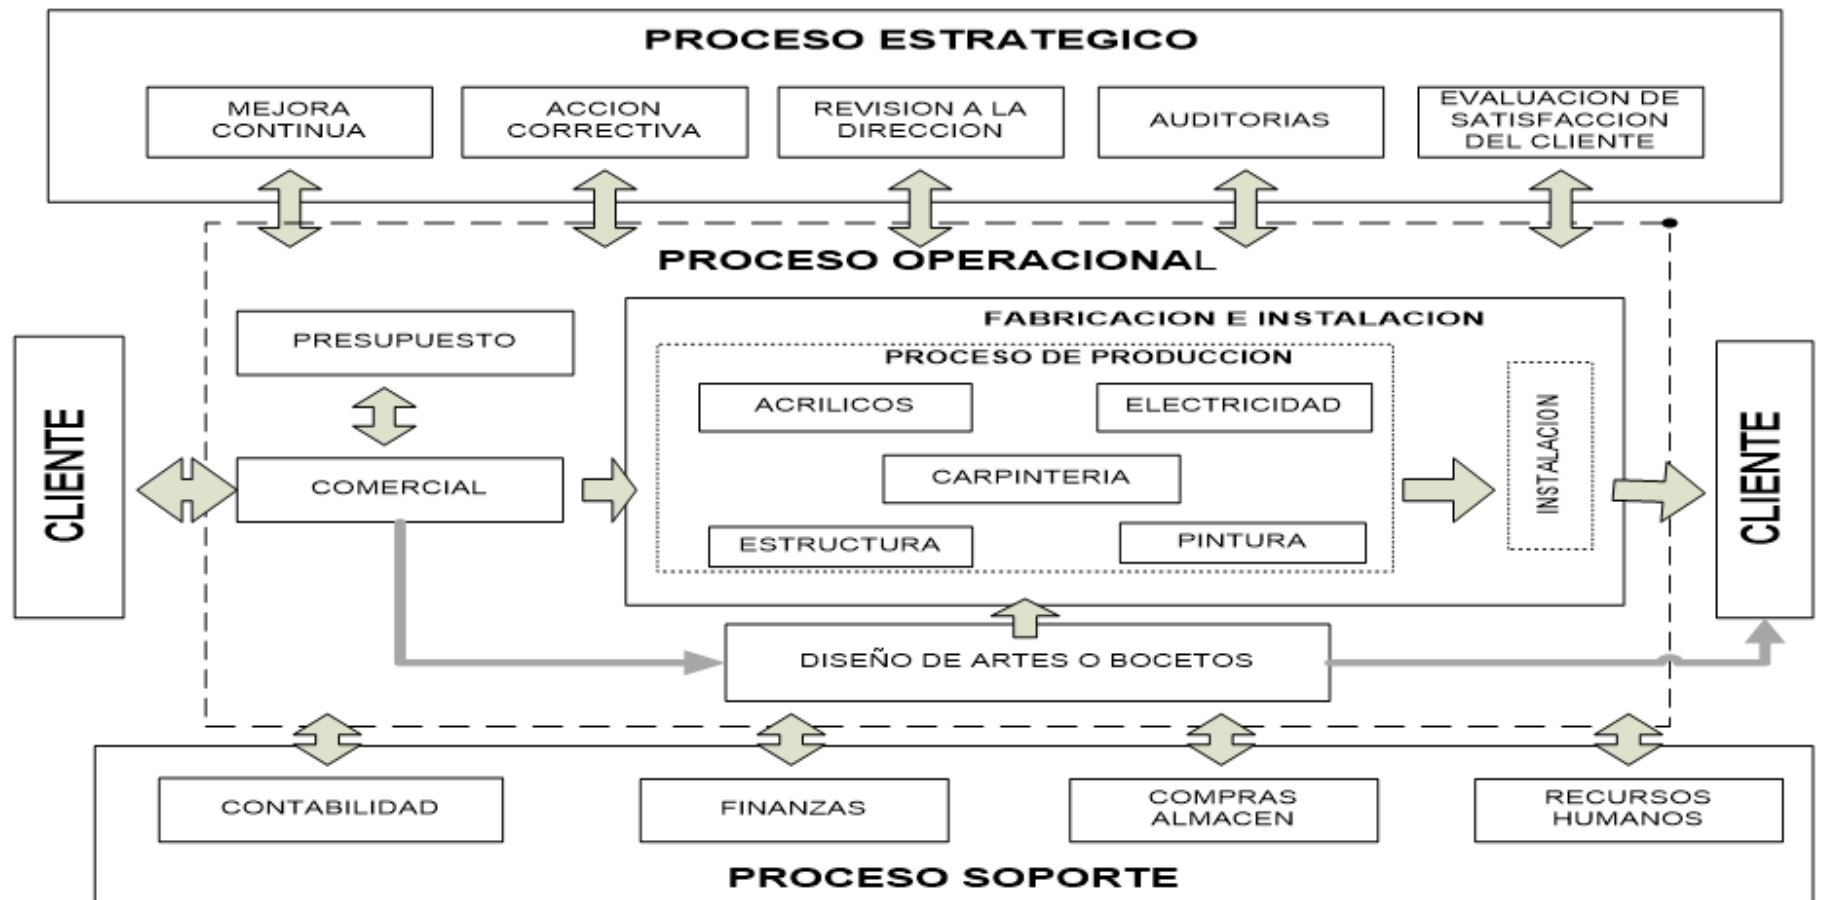 PROCESO ESTRATEGICO
MEJORA
CONTINUA
ACCION
CORRECTIVA
REVISION A LA
DIRECCION
AUDITORIAS
EVALUACION DE
SATISFACCION
DEL CLIENTE
PROCESO OPERACIONAL
CLIENTE
PRESUPUESTO
COMERCIAL
FABRICACION E INSTALACION
PROCESO DE PRODUCCION
ACRILICOS
ELECTRICIDAD
CARPINTERIA
ESTRUCTURA
PINTURA
INSTALACION
CLIENTE
DISEÑO DE ARTES O BOCETOS
CONTABILIDAD
FINANZAS
COMPRAS
ALMACEN
RECURSOS
HUMANOS
PROCESO SOPORTE